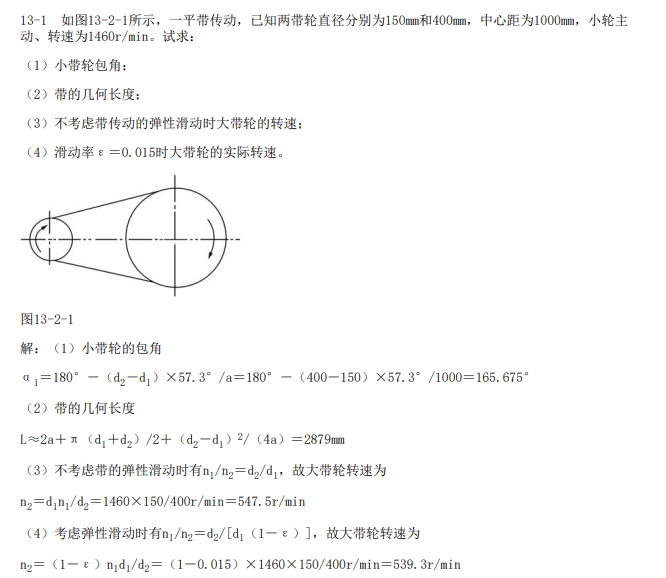 13-1 如图13-2-1所示，一平带传动，已知两带轮直径分别为150mm和400mm，中心距为1000mm，小轮主
动、转速为1460r/min。试求：
（1）小带轮包角；
（2）带的几何长度；
（3）不考虑带传动的弹性滑动时大带轮的转速；
（4）滑动率ε＝0.015时大带轮的实际转速。
图13-2-1
解：（1）小带轮的包角
α₁＝180°－（d₂－d₁）×57.3°/a＝180°－（400－150）×57.3°/1000＝165.675°
（2）带的几何长度
L≈2a＋π（d₁＋d₂）/2＋（d₂－d₁）²/（4a）＝2879mm
（3）不考虑带的弹性滑动时有n₁/n₂＝d₂/d₁，故大带轮转速为
n₂＝d₁n₁/d₂＝1460×150/400r/min＝547.5r/min
（4）考虑弹性滑动时有n₁/n₂＝d₂/[d₁（1－ε）]，故大带轮转速为
n₂＝（1－ε）n₁d₁/d₂＝（1－0.015）×1460×150/400r/min＝539.3r/min